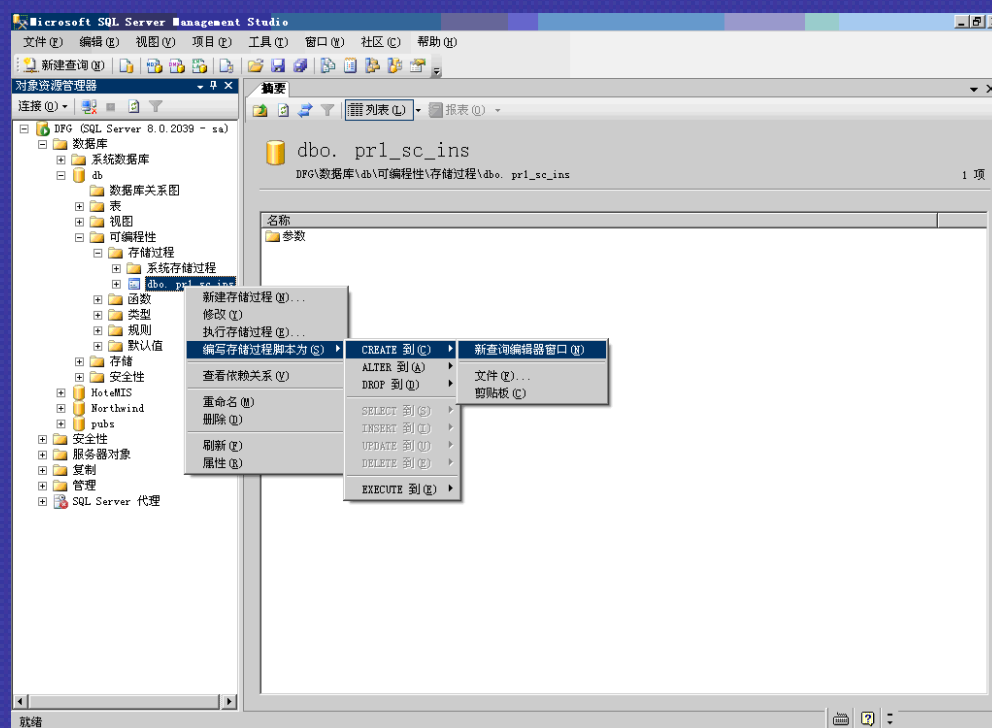 Microsoft SQL Server Management Studio
文件(F) 编辑(E) 视图(V) 项目(P) 工具(T) 窗口(W) 社区(C) 帮助(H)
新建查询(N)
对象资源管理器
摘要
连接(O)
列表(L) 报表(O)
DFG (SQL Server 8.0.2039 - sa)
数据库
系统数据库
db
数据库关系图
表
视图
可编程性
存储过程
系统存储过程
dbo. pr1_sc_ins
函数
类型
规则
默认值
存储
安全性
HoteMIS
Northwind
pubs
安全性
服务器对象
复制
管理
SQL Server 代理
dbo. pr1_sc_ins
DFG\数据库\db\可编程性\存储过程\dbo. pr1_sc_ins
1 项
名称
参数
新建存储过程(N)...
修改(Y)
执行存储过程(E)...
编写存储过程脚本为(S)
查看依赖关系(V)
重命名(M)
删除(D)
刷新(F)
属性(R)
CREATE 到(C)
ALTER 到(A)
DROP 到(D)
SELECT 到(S)
INSERT 到(I)
UPDATE 到(U)
DELETE 到(E)
EXECUTE 到(E)
新查询编辑器窗口(N)
文件(F)...
剪贴板(C)
就绪